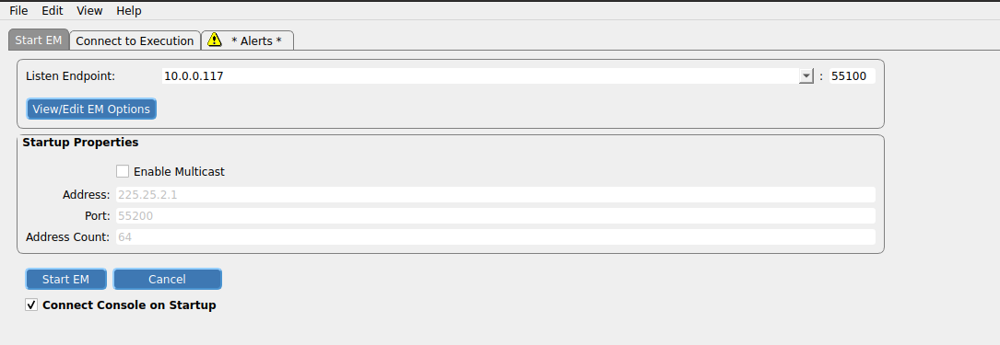 File Edit View Help
Start EM Connect to Execution * Alerts *
Listen Endpoint: 10.0.0.117 : 55100
View/Edit EM Options
Startup Properties
Enable Multicast
Address: 225.25.2.1
Port: 55200
Address Count: 64
Start EM Cancel
Connect Console on Startup